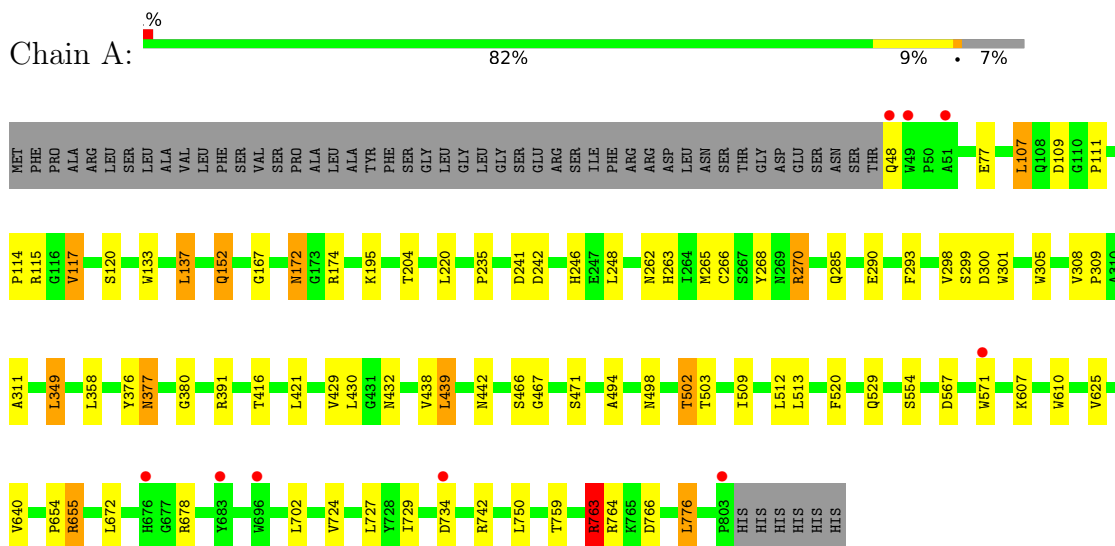 .%
Chain A:
82% 9% • 7%
MET PHE PRO ALA ARG LEU SER LEU ALA VAL LEU PHE SER VAL SER PRO ALA LEU ALA TYR PHE SER GLY LEU GLY LEU GLY SER GLU ARG SER ILE PHE ARG ARG ASP LEU ASN SER THR GLY ASP GLU SER ASN SER THR Q48 W49 P50 A51 E77 L107 Q108 D109 G110 P111
P114 R115 G116 V117 S120 W133 L137 Q152 G167 N172 G173 R174 K195 T204 L220 P235 D241 D242 H246 E247 L248 N262 H263 I264 M265 C266 S267 Y268 N269 R270 Q285 E290 F293 V298 S299 D300 W301 W305 V308 P309 A310
A311 L349 L358 Y376 N377 G380 R391 T416 L421 V429 L430 G431 N432 V438 L439 N442 S466 G467 S471 A494 N498 T502 T503 I509 L512 L513 F520 Q529 S554 D567 W571 K607 W610 V625
V640 P654 R655 L672 H676 G677 R678 Y683 W696 L702 V724 L727 Y728 I729 D734 R742 L750 T759 R763 R764 K765 D766 L776 P803 HIS HIS HIS HIS HIS HIS